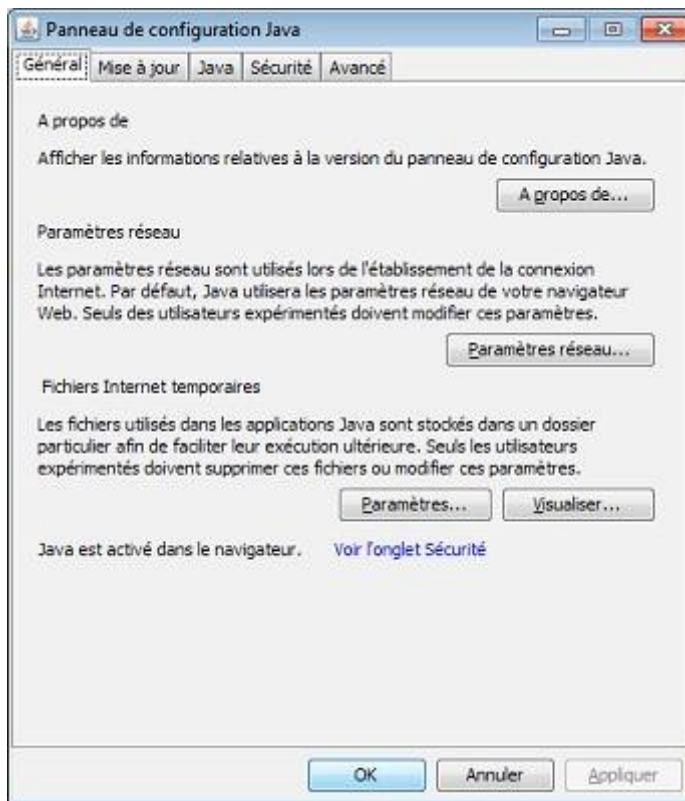 Panneau de configuration Java
Général Mise à jour Java Sécurité Avancé
A propos de
Afficher les informations relatives à la version du panneau de configuration Java.
A propos de...
Paramètres réseau
Les paramètres réseau sont utilisés lors de l'établissement de la connexion
Internet. Par défaut, Java utilisera les paramètres réseau de votre navigateur
Web. Seuls des utilisateurs expérimentés doivent modifier ces paramètres.
Paramètres réseau...
Fichiers Internet temporaires
Les fichiers utilisés dans les applications Java sont stockés dans un dossier
particulier afin de faciliter leur exécution ultérieure. Seuls les utilisateurs
expérimentés doivent supprimer ces fichiers ou modifier ces paramètres.
Paramètres... Visualiser...
Java est activé dans le navigateur. Voir l'onglet Sécurité
OK Annuler Appliquer